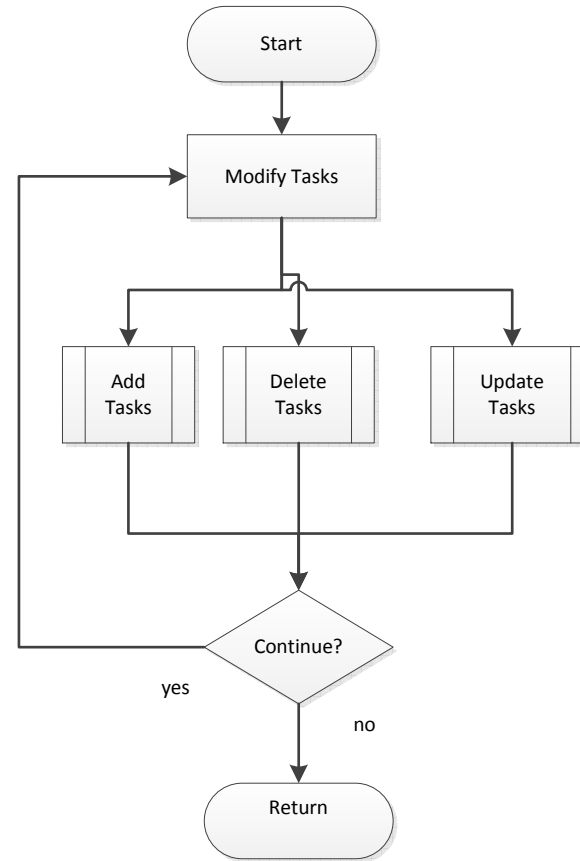 Start
Modify Tasks
Add
Tasks
Delete
Tasks
Update
Tasks
Continue?
yes
no
Return